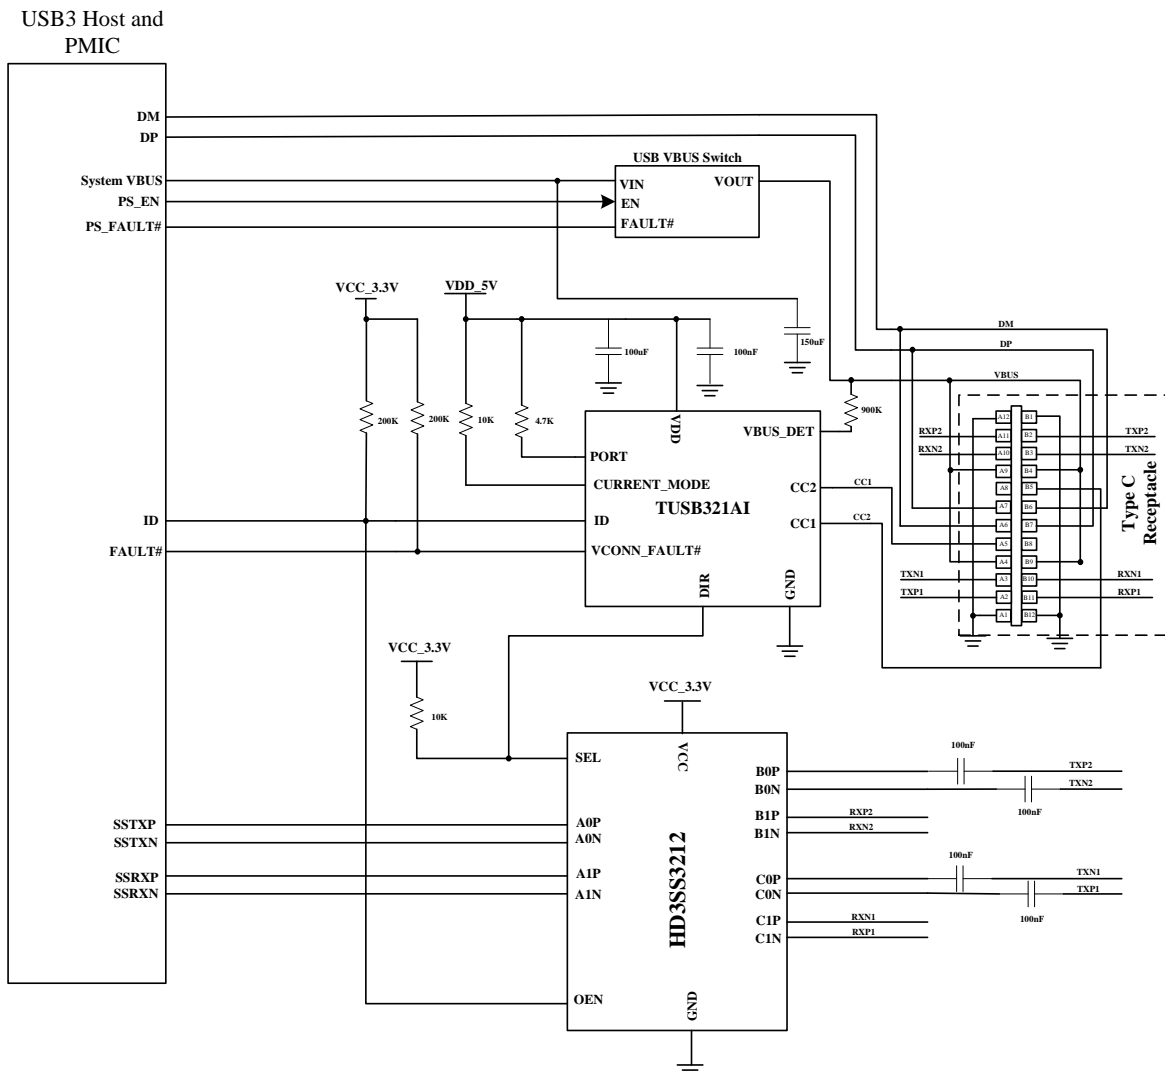 USB3 Host and
PMIC
DM
DP
System VBUS
PS_EN
PS_FAULT#
USB VBUS Switch
VIN
VOUT
EN
FAULT#
VCC_3.3V
VDD_5V
100uF
100nF
150uF
DM
DP
VBUS
200K
200K
10K
4.7K
900K
VDD
VBUS_DET
PORT
CURRENT_MODE
TUSB321AI
CC2
CC1
ID
ID
CC1
CC2
FAULT#
VCONN_FAULT#
DIR
GND
A12
B1
RXP2
A11
B2
TXP2
RXN2
A10
B3
TXN2
A9
B4
A8
B5
A7
B6
A6
B7
A5
B8
A4
B9
TXN1
A3
B10
RXN1
TXP1
A2
B11
RXP1
A1
B12
Type C
Receptacle
VCC_3.3V
10K
VCC_3.3V
VCC
SEL
HD3SS3212
SSTXP
A0P
SSTXN
A0N
SSRXP
A1P
SSRXN
A1N
OEN
GND
B0P
100nF
TXP2
B0N
100nF
TXN2
B1P
RXP2
B1N
RXN2
C0P
100nF
TXN1
C0N
100nF
TXP1
C1P
RXN1
C1N
RXP1